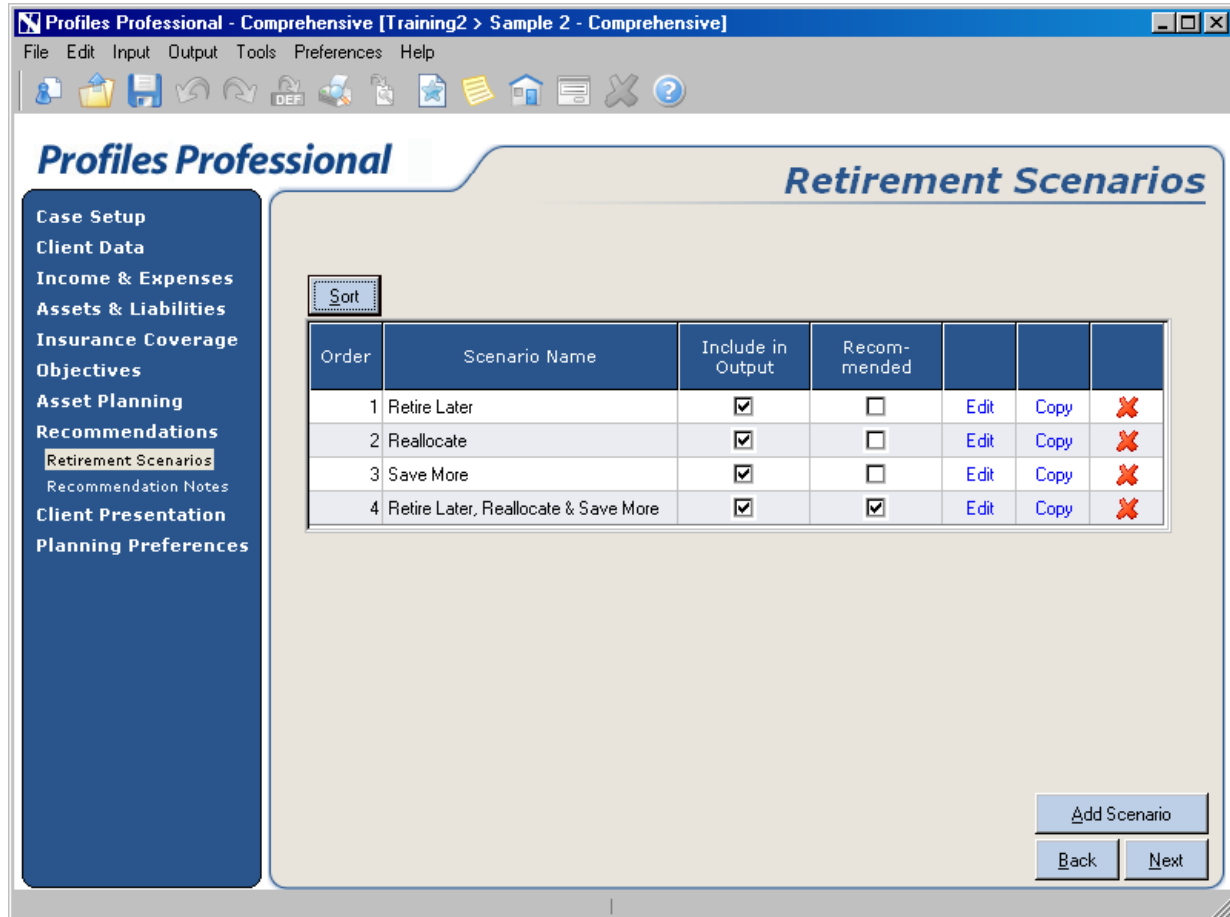 Profiles Professional - Comprehensive [Training2 > Sample 2 - Comprehensive]
File Edit Input Output Tools Preferences Help
DEF
Profiles Professional
Retirement Scenarios
Case Setup
Client Data
Income & Expenses
Assets & Liabilities
Insurance Coverage
Objectives
Asset Planning
Recommendations
Retirement Scenarios
Recommendation Notes
Client Presentation
Planning Preferences
Sort
Order Scenario Name Include in Output Recom-mended
1 Retire Later Edit Copy
2 Reallocate Edit Copy
3 Save More Edit Copy
4 Retire Later, Reallocate & Save More Edit Copy
Add Scenario
Back Next